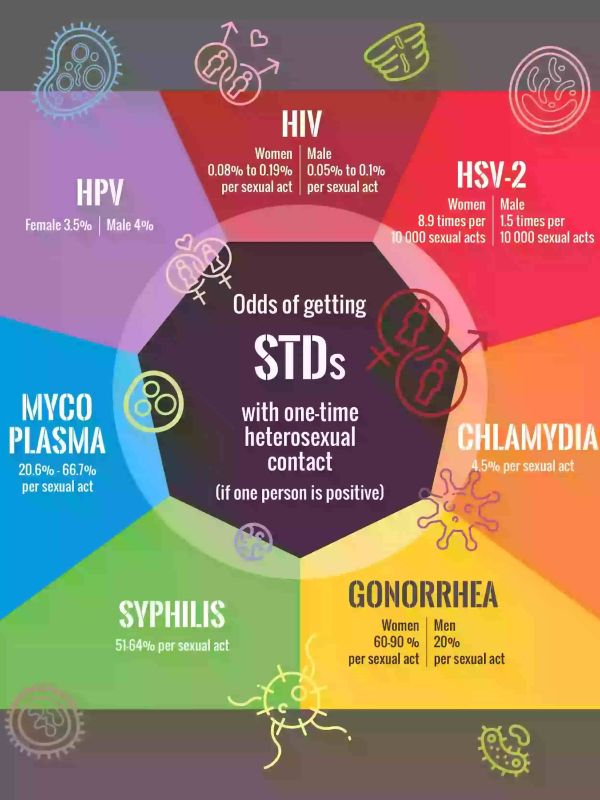 HIV
Women | Male
0.08% to 0.19% | 0.05% to 0.1%
per sexual act | per sexual act
HSV-2
Women | Male
8.9 times per | 1.5 times per
10 000 sexual acts | 10 000 sexual acts
HPV
Female 3.5% | Male 4%
Odds of getting
STDs
with one-time
heterosexual
contact
(if one person is positive)
MYCO
PLASMA
20.6% - 66.7%
per sexual act
CHLAMYDIA
4.5% per sexual act
SYPHILIS
51-64% per sexual act
GONORRHEA
Women | Men
60-90 % | 20%
per sexual act | per sexual act